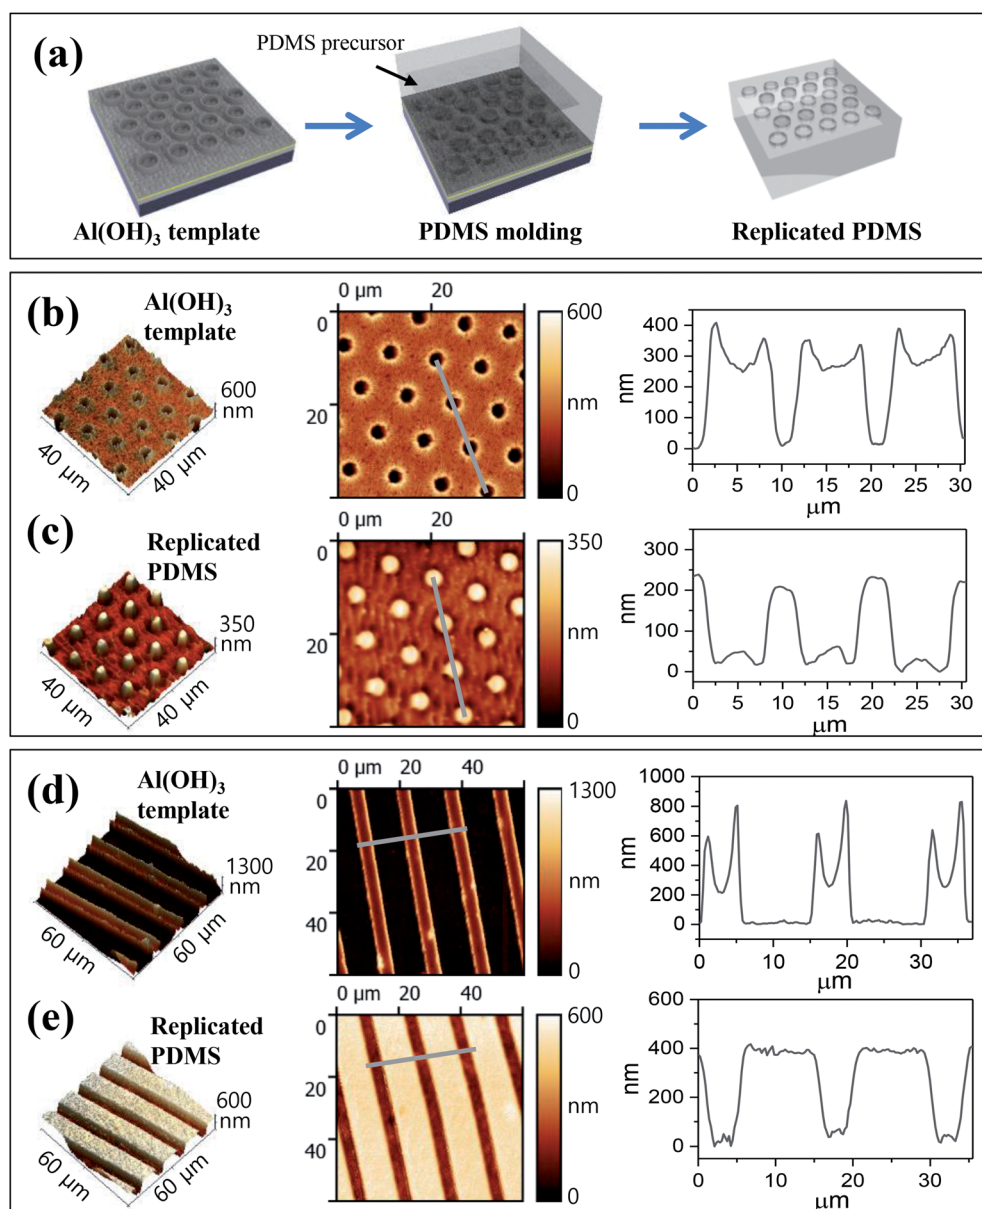 (a)
PDMS precursor
Al(OH)3 template
PDMS molding
Replicated PDMS
(b)
Al(OH)3
template
600
nm
40 µm
40 µm
0 µm 20
0
20
600
nm
0
400
300
200
100
0
nm
0 5 10 15 20 25 30
µm
(c)
Replicated
PDMS
350
nm
40 µm
40 µm
20
0
20
350
nm
0
300
200
100
0
nm
0 5 10 15 20 25 30
µm
(d)
Al(OH)3
template
1300
nm
60 µm
60 µm
0 µm 20 40
0
20
40
1300
nm
0
1000
800
600
400
200
0
nm
0 10 20 30
µm
(e)
Replicated
PDMS
600
nm
60 µm
60 µm
0 µm 20 40
0
20
40
600
nm
0
600
400
200
0
nm
0 10 20 30
µm